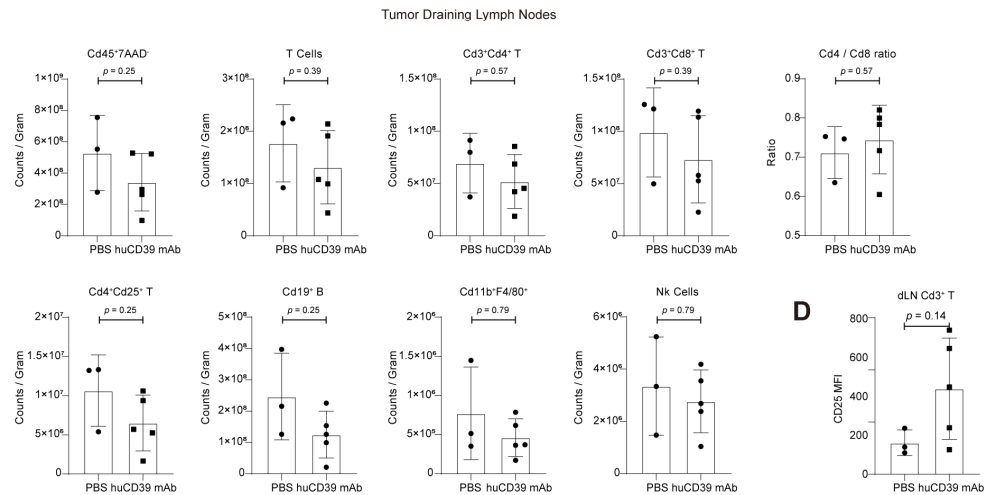 Tumor Draining Lymph Nodes
Cd45⁺7AAD⁻
p = 0.25
Counts / Gram
1×10⁹
8×10⁸
6×10⁸
4×10⁸
2×10⁸
0
PBS huCD39 mAb
T Cells
p = 0.39
Counts / Gram
3×10⁸
2×10⁸
1×10⁸
0
PBS huCD39 mAb
Cd3⁺Cd4⁺ T
p = 0.57
Counts / Gram
1.5×10⁸
1×10⁸
5×10⁷
0
PBS huCD39 mAb
Cd3⁺Cd8⁺ T
p = 0.39
Counts / Gram
1.5×10⁸
1×10⁸
5×10⁷
0
PBS huCD39 mAb
Cd4 / Cd8 ratio
p = 0.57
Ratio
0.9
0.8
0.7
0.6
0.5
PBS huCD39 mAb
Cd4⁺Cd25⁺ T
p = 0.25
Counts / Gram
2×10⁷
1.5×10⁷
1×10⁷
5×10⁶
0
PBS huCD39 mAb
Cd19⁺ B
p = 0.25
Counts / Gram
5×10⁸
4×10⁸
3×10⁸
2×10⁸
1×10⁸
0
PBS huCD39 mAb
Cd11b⁺F4/80⁺
p = 0.79
Counts / Gram
2×10⁶
1.5×10⁶
1×10⁶
5×10⁵
0
PBS huCD39 mAb
Nk Cells
p = 0.79
Counts / Gram
6×10⁶
4×10⁶
2×10⁶
0
PBS huCD39 mAb
D
dLN Cd3⁺ T
p = 0.14
CD25 MFI
800
600
400
200
0
PBS huCD39 mAb